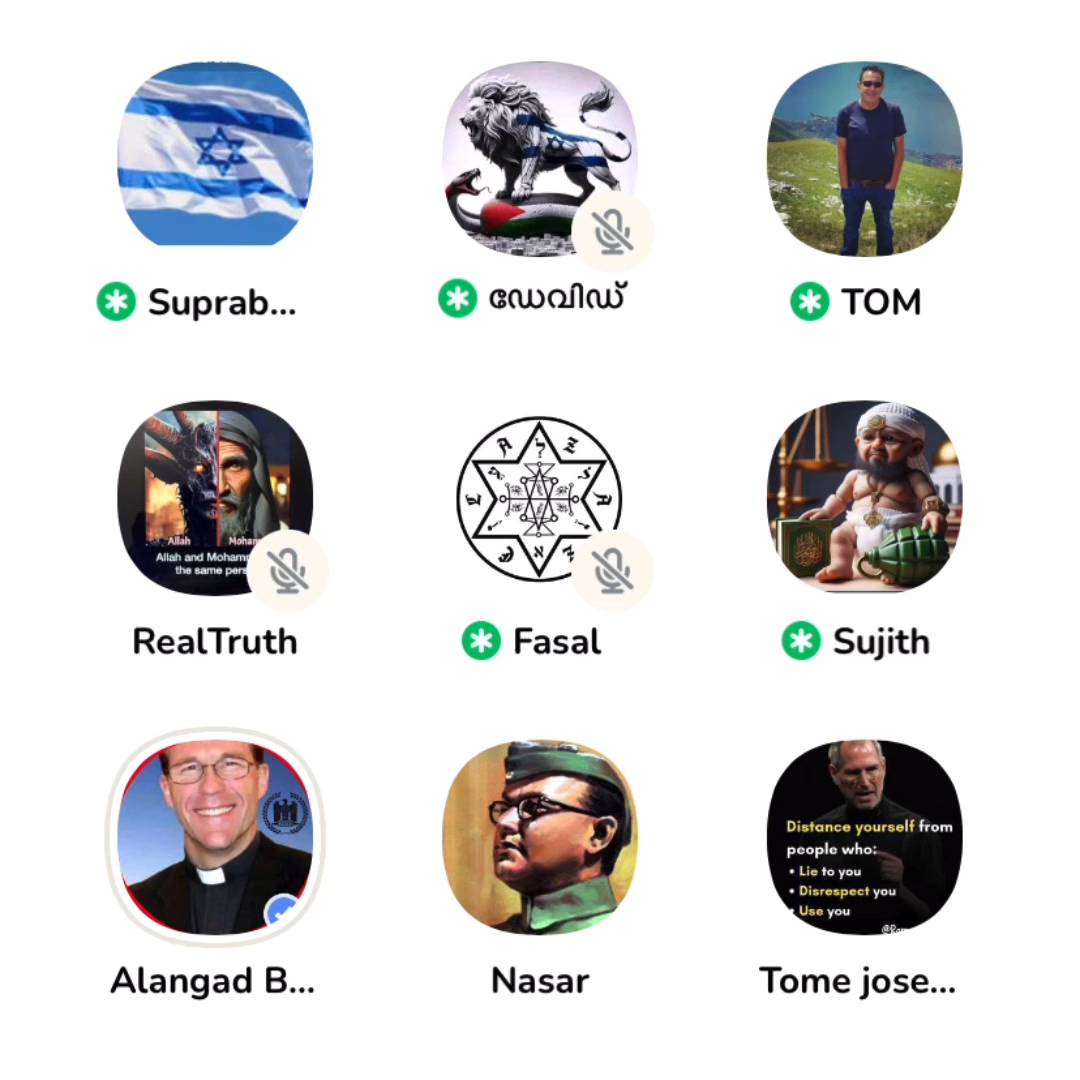 Suprab...
ഡേവിഡ്
TOM
Allah
Allah and Mohamm
the same pers
RealTruth
Fasal
Sujith
Alangad B...
Nasar
Distance yourself from
people who:
• Lie to you
• Disrespect you
• Use you
Tome jose...